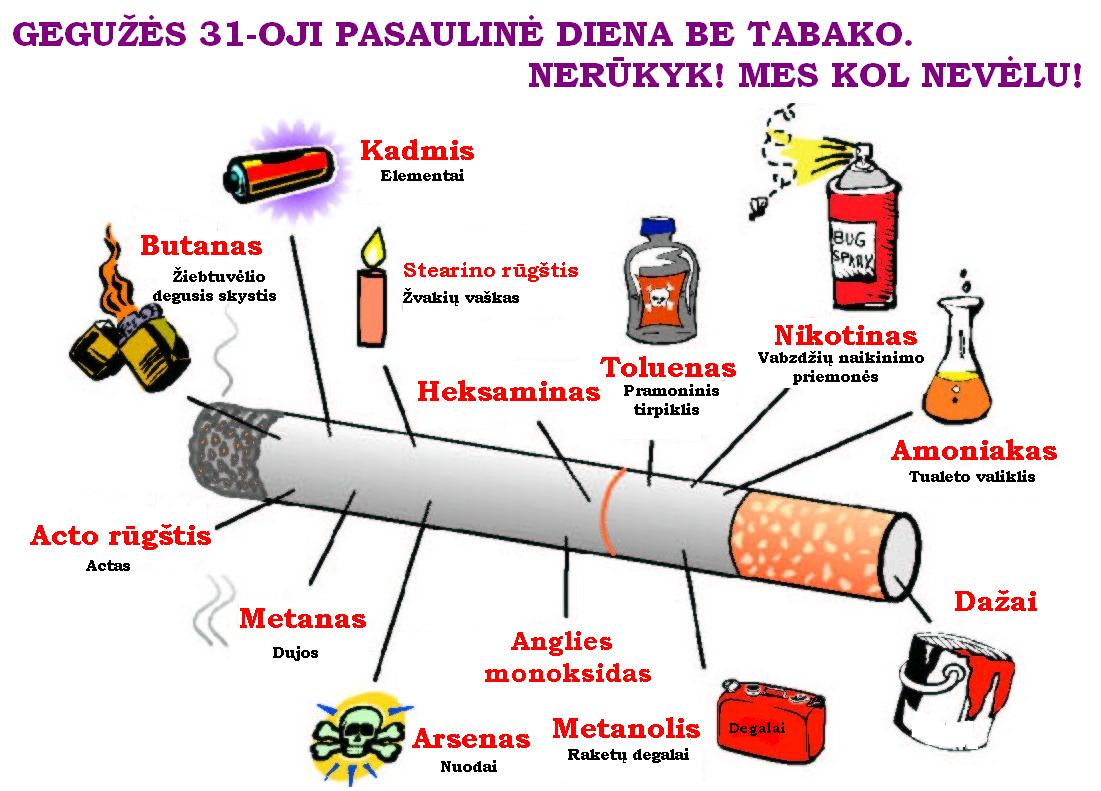 GEGUŽĖS 31-OJI PASAULINĖ DIENA BE TABAKO.
NERŪKYK! MES KOL NEVĖLU!
Kadmis
Elementai
Butanas
Žiebtuvėlio
degusis skystis
Stearino rūgštis
Žvakių vaškas
BUG
SPRAY
Nikotinas
Vabzdžių naikinimo
priemonės
Toluenas
Pramoninis
tirpiklis
Heksaminas
Amoniakas
Tualeto valiklis
Acto rūgštis
Actas
Metanas
Dujos
Dažai
Anglies
monoksidas
Arsenas
Nuodai
Metanolis
Raketų degalai
Degalai